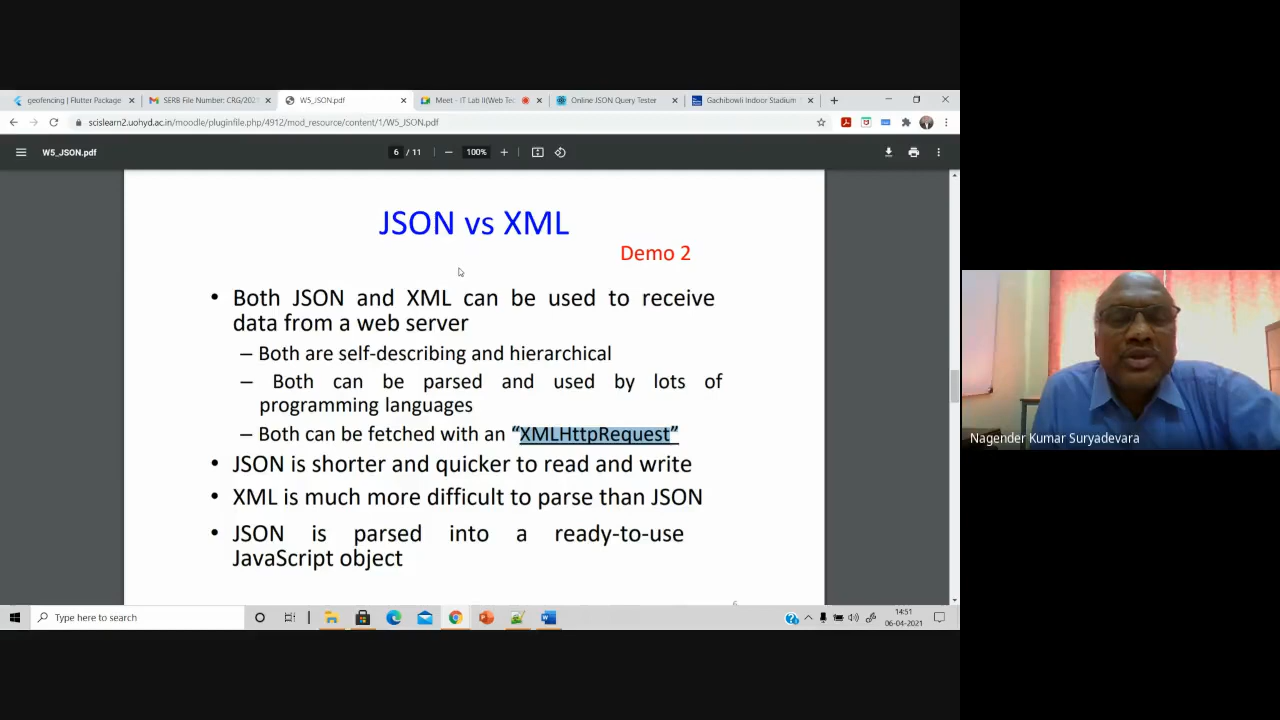 geofencing | Flutter Package
SERB File Number: CRG/2021
W5_JSON.pdf
Meet - IT Lab II(Web Tec
Online JSON Query Tester
Gachibowli Indoor Stadium
scislearn2.uohyd.ac.in/moodle/pluginfile.php/4912/mod_resource/content/1/W5_JSON.pdf
W5_JSON.pdf
6 / 11
100%
JSON vs XML
Demo 2
• Both JSON and XML can be used to receive
data from a web server
– Both are self-describing and hierarchical
– Both can be parsed and used by lots of
programming languages
– Both can be fetched with an “XMLHttpRequest”
• JSON is shorter and quicker to read and write
• XML is much more difficult to parse than JSON
• JSON is parsed into a ready-to-use
JavaScript object
Nagender Kumar Suryadevara
Type here to search
14:51
06-04-2021